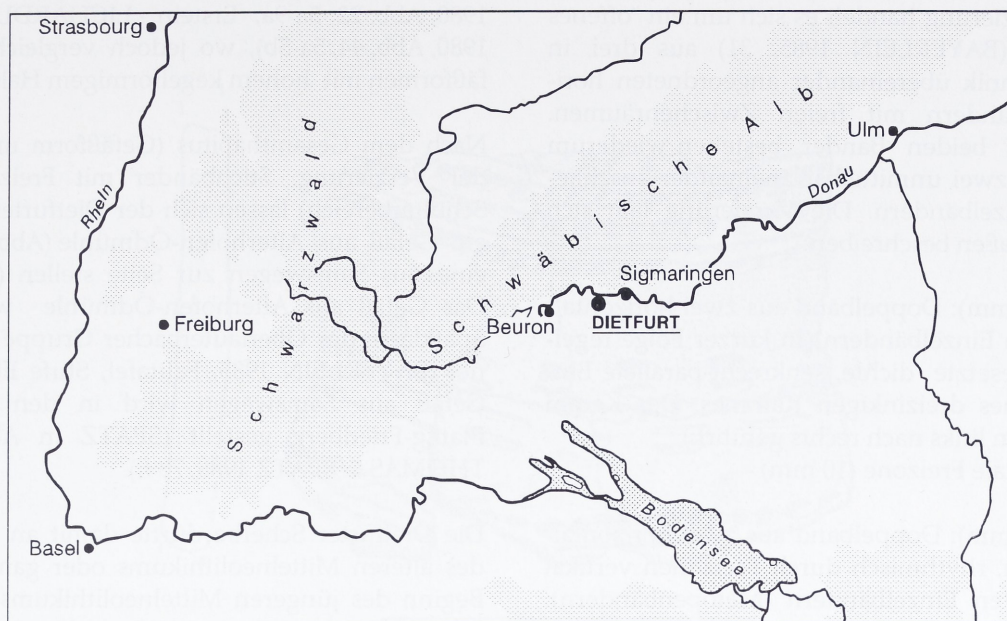 Strasbourg
Schwäbische Alb
Ulm
Schwarzwald
Rhein
Donau
Sigmaringen
Freiburg
Beuron
DIETFURT
Bodensee
Basel